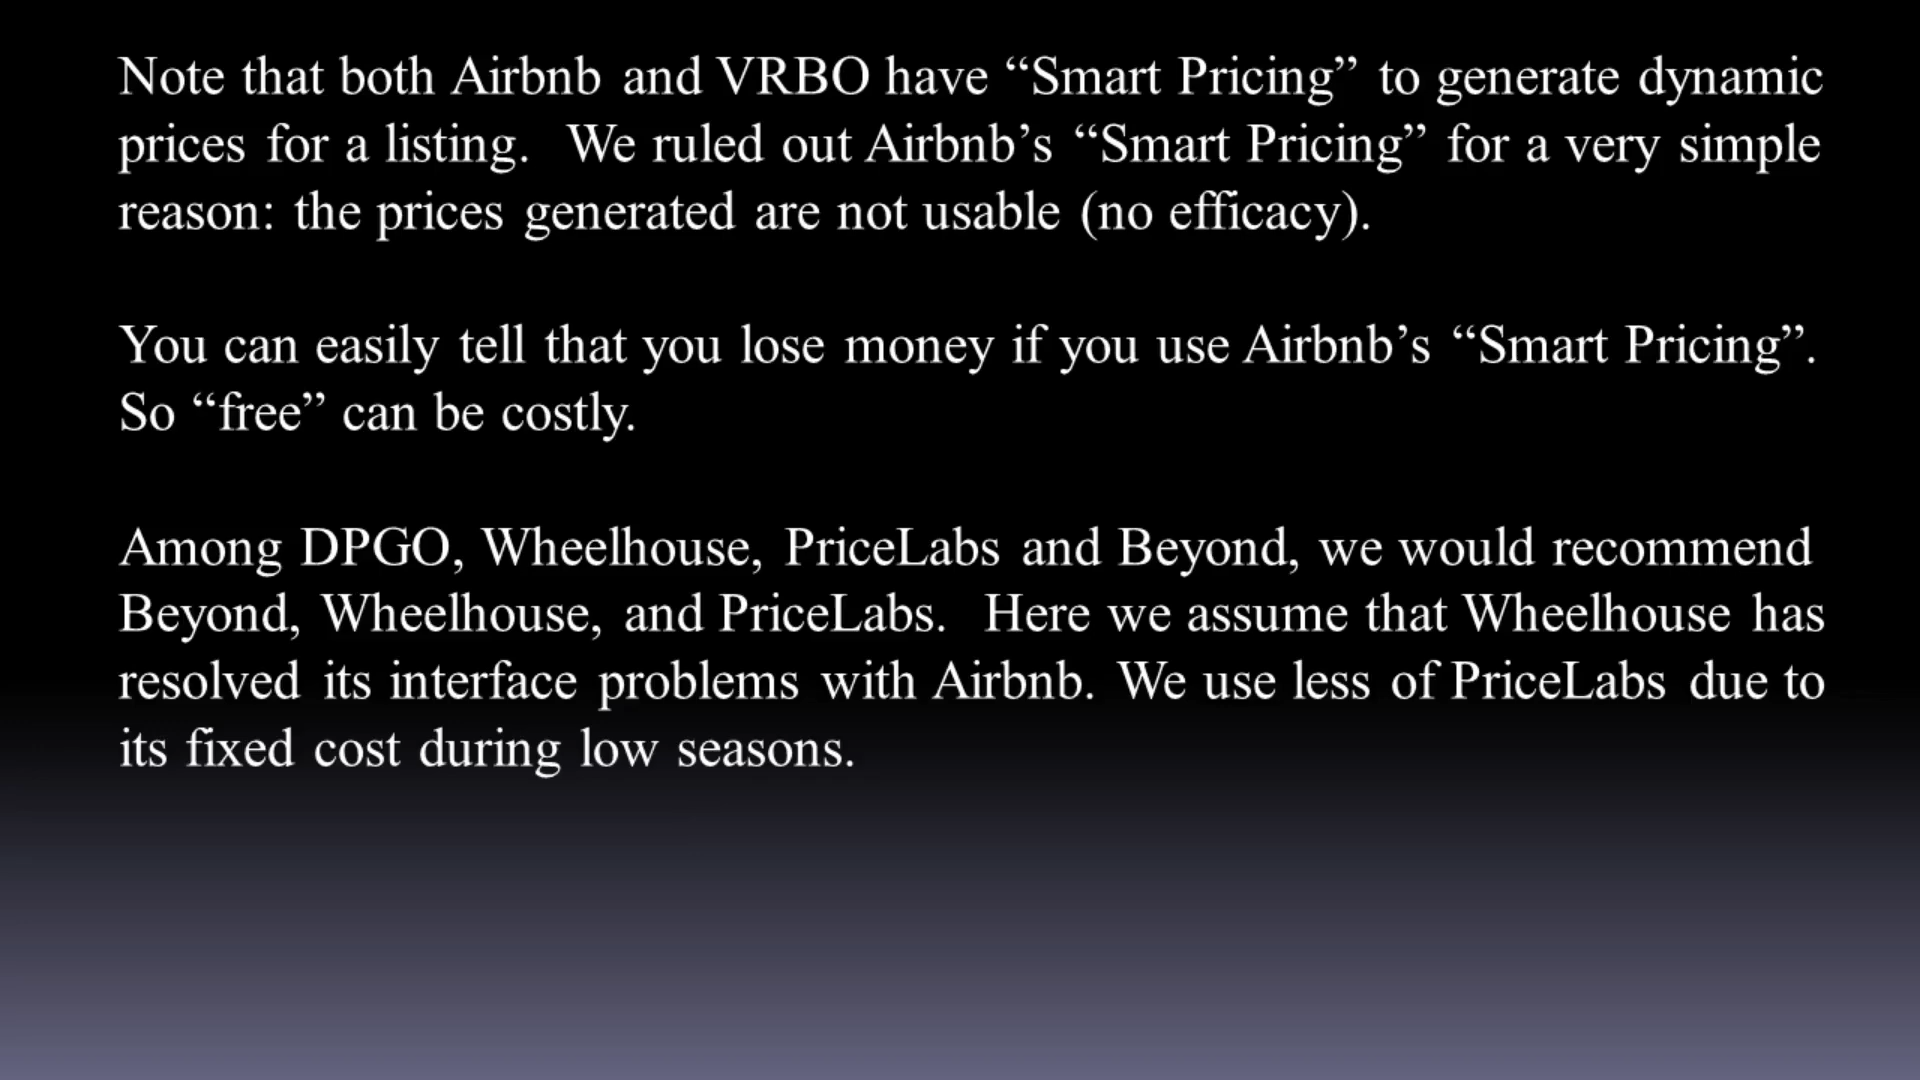 Note that both Airbnb and VRBO have “Smart Pricing” to generate dynamic
prices for a listing.  We ruled out Airbnb’s “Smart Pricing” for a very simple
reason: the prices generated are not usable (no efficacy).
You can easily tell that you lose money if you use Airbnb’s “Smart Pricing”.
So “free” can be costly.
Among DPGO, Wheelhouse, PriceLabs and Beyond, we would recommend
Beyond, Wheelhouse, and PriceLabs.  Here we assume that Wheelhouse has
resolved its interface problems with Airbnb. We use less of PriceLabs due to
its fixed cost during low seasons.